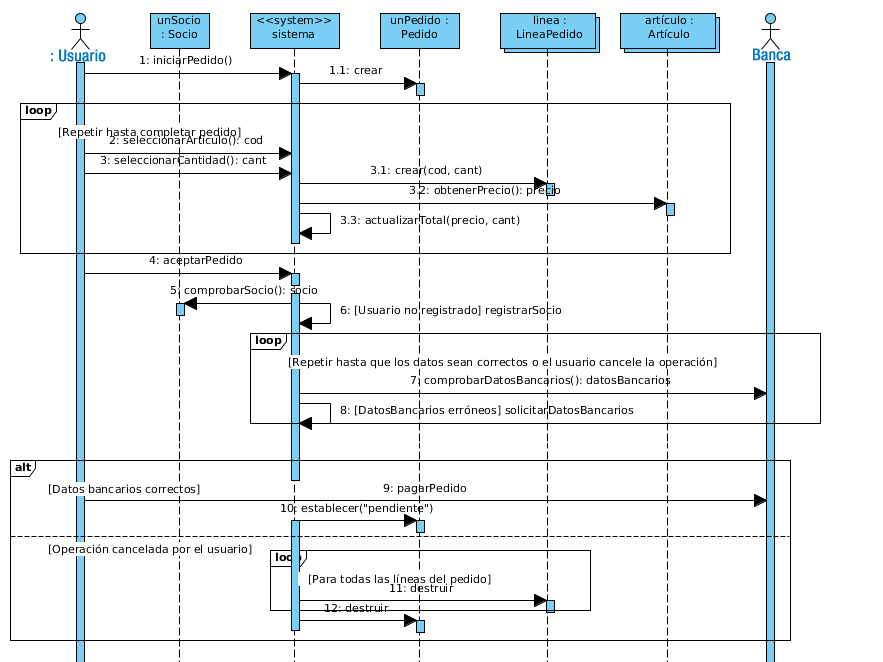 unSocio
: Socio
<<system>>
sistema
unPedido :
Pedido
linea :
LineaPedido
artículo :
Artículo
: Usuario
Banca
1: iniciarPedido()
1.1: crear
loop
[Repetir hasta completar pedido]
2: seleccionarArticulo(): cod
3: seleccionarCantidad(): cant
3.1: crear(cod, cant)
3.2: obtenerPrecio(): precio
3.3: actualizarTotal(precio, cant)
4: aceptarPedido
5: comprobarSocio(): socio
6: [Usuario no registrado] registrarSocio
loop
[Repetir hasta que los datos sean correctos o el usuario cancele la operación]
7: comprobarDatosBancarios(): datosBancarios
8: [DatosBancarios erróneos] solicitarDatosBancarios
alt
[Datos bancarios correctos]
9: pagarPedido
10: establecer("pendiente")
[Operación cancelada por el usuario]
loop
[Para todas las líneas del pedido]
11: destruir
12: destruir